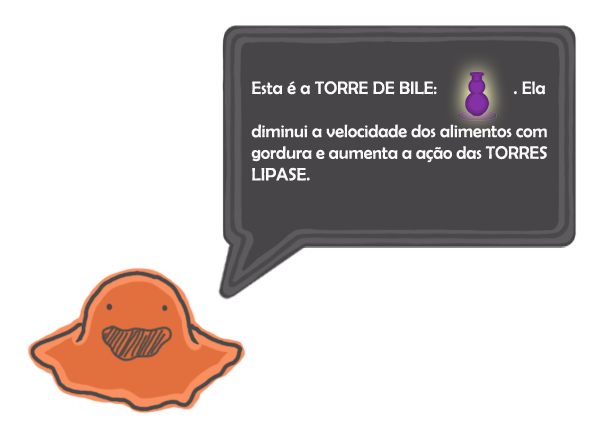 Esta é a TORRE DE BILE: . Ela
diminui a velocidade dos alimentos com
gordura e aumenta a ação das TORRES
LIPASE.